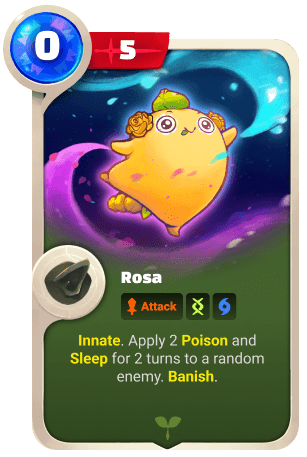 0
5
Rosa
Attack
Innate. Apply 2 Poison and
Sleep for 2 turns to a random
enemy. Banish.